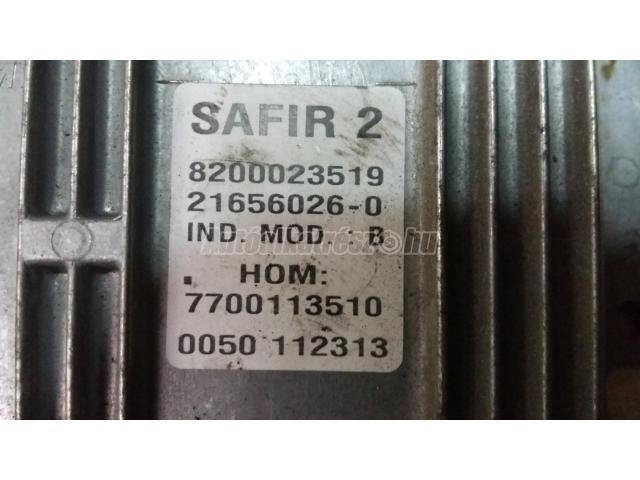 SAFIR 2
8200023519
21656026-0
IND. MOD. : B
. HOM:
7700113510
0050 112313